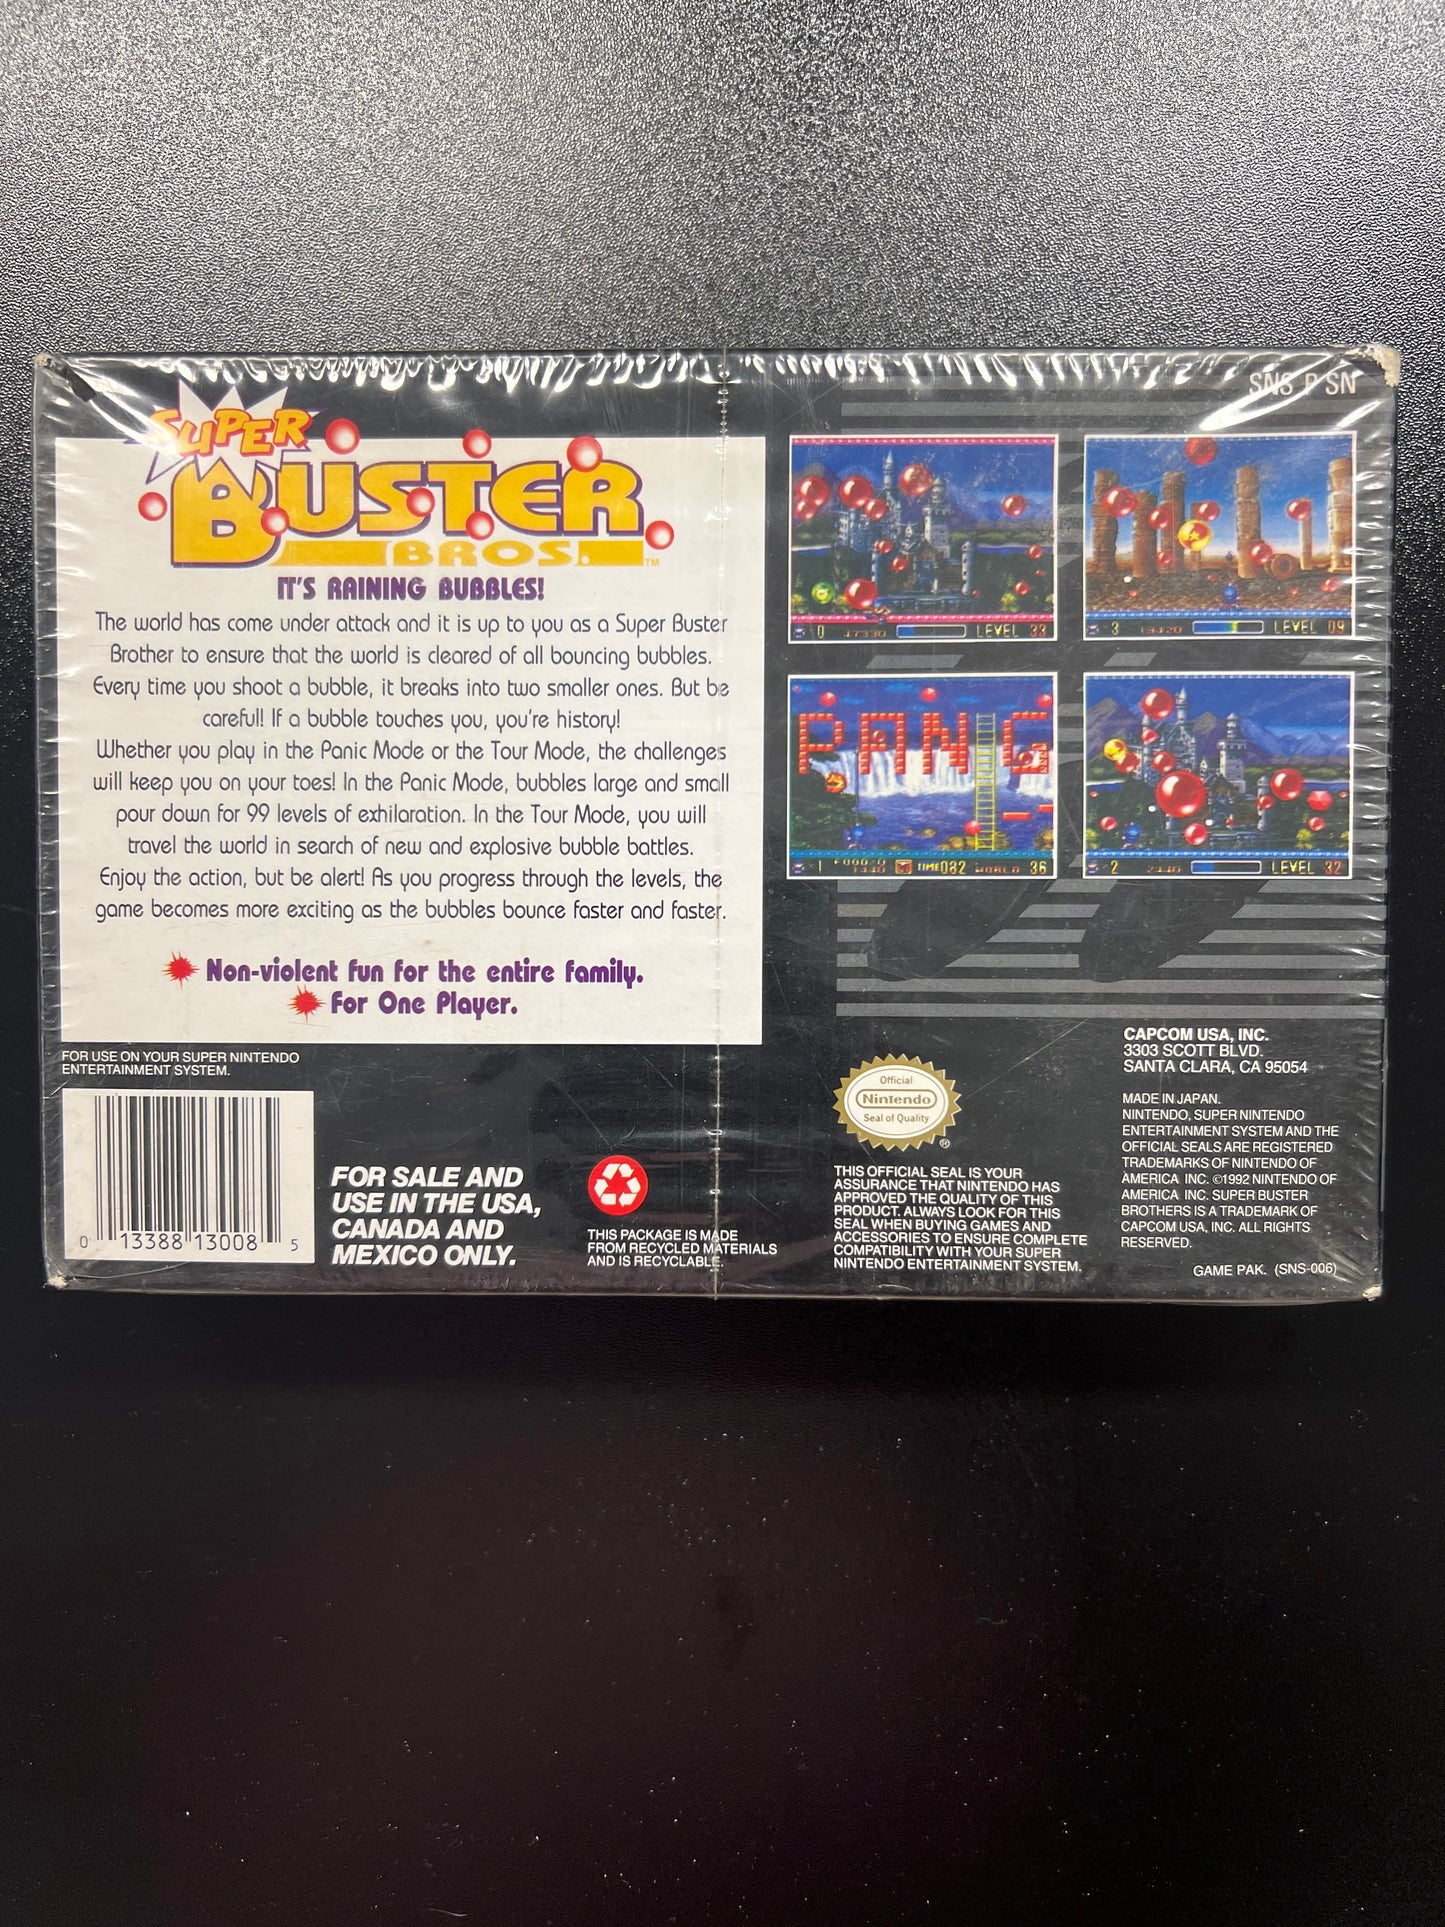 SNS P SN
SUPER
BUSTER
BROS.™
IT'S RAINING BUBBLES!
The world has come under attack and it is up to you as a Super Buster
Brother to ensure that the world is cleared of all bouncing bubbles.
Every time you shoot a bubble, it breaks into two smaller ones. But be
careful! If a bubble touches you, you're history!
Whether you play in the Panic Mode or the Tour Mode, the challenges
will keep you on your toes! In the Panic Mode, bubbles large and small
pour down for 99 levels of exhilaration. In the Tour Mode, you will
travel the world in search of new and explosive bubble battles.
Enjoy the action, but be alert! As you progress through the levels, the
game becomes more exciting as the bubbles bounce faster and faster.
Non-violent fun for the entire family.
For One Player.
0 47330 LEVEL 33
3 13420 LEVEL 09
PANG
1 1440 TIME082 WORLD 36
2 2440 LEVEL 32
FOR USE ON YOUR SUPER NINTENDO
ENTERTAINMENT SYSTEM.
0 13388 13008 5
FOR SALE AND
USE IN THE USA,
CANADA AND
MEXICO ONLY.
THIS PACKAGE IS MADE
FROM RECYCLED MATERIALS
AND IS RECYCLABLE.
Official
Nintendo
Seal of Quality
®
THIS OFFICIAL SEAL IS YOUR
ASSURANCE THAT NINTENDO HAS
APPROVED THE QUALITY OF THIS
PRODUCT. ALWAYS LOOK FOR THIS
SEAL WHEN BUYING GAMES AND
ACCESSORIES TO ENSURE COMPLETE
COMPATIBILITY WITH YOUR SUPER
NINTENDO ENTERTAINMENT SYSTEM.
CAPCOM USA, INC.
3303 SCOTT BLVD.
SANTA CLARA, CA 95054
MADE IN JAPAN.
NINTENDO, SUPER NINTENDO
ENTERTAINMENT SYSTEM AND THE
OFFICIAL SEALS ARE REGISTERED
TRADEMARKS OF NINTENDO OF
AMERICA INC. ©1992 NINTENDO OF
AMERICA INC. SUPER BUSTER
BROTHERS IS A TRADEMARK OF
CAPCOM USA, INC. ALL RIGHTS
RESERVED.
GAME PAK. (SNS-006)